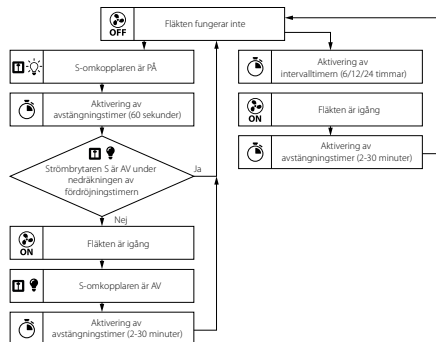 OFF
Fläkten fungerar inte
S-omkopplaren är PÅ
Aktivering av
avstängningstimer (60 sekunder)
Strömbrytaren S är AV under
nedräkningen av
fördröjningstimern
Ja
Nej
ON
Fläkten är igång
S-omkopplaren är AV
Aktivering av
avstängningstimer (2-30 minuter)
Aktivering av
intervalltimern (6/12/24 timmar)
ON
Fläkten är igång
Aktivering av
avstängningstimer (2-30 minuter)